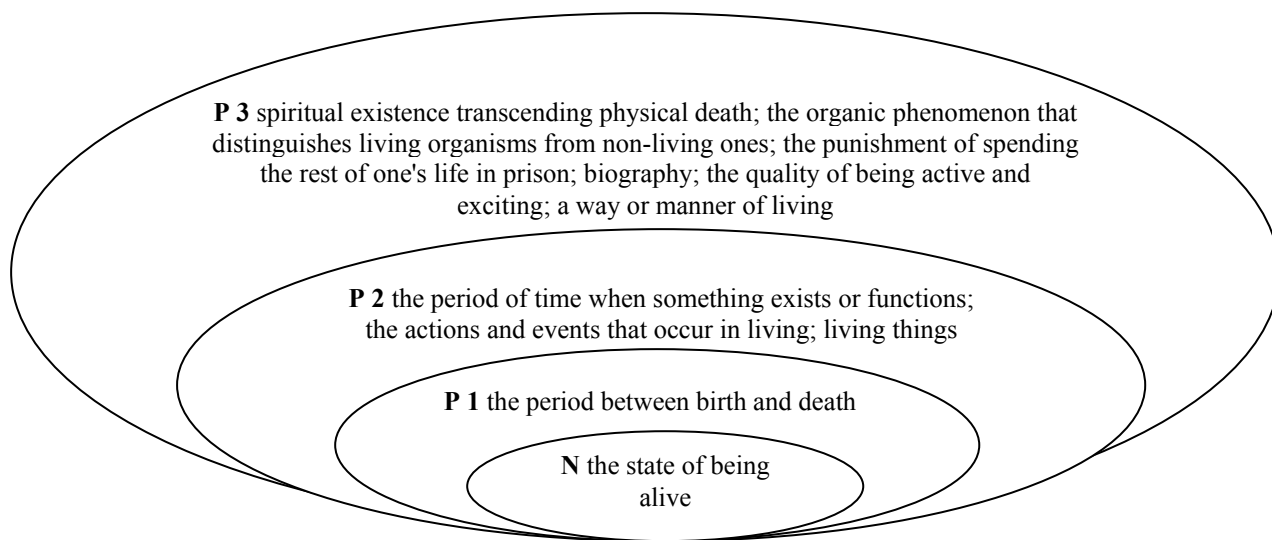 P 3 spiritual existence transcending physical death; the organic phenomenon that
distinguishes living organisms from non-living ones; the punishment of spending
the rest of one's life in prison; biography; the quality of being active and
exciting; a way or manner of living
P 2 the period of time when something exists or functions;
the actions and events that occur in living; living things
P 1 the period between birth and death
N the state of being
alive